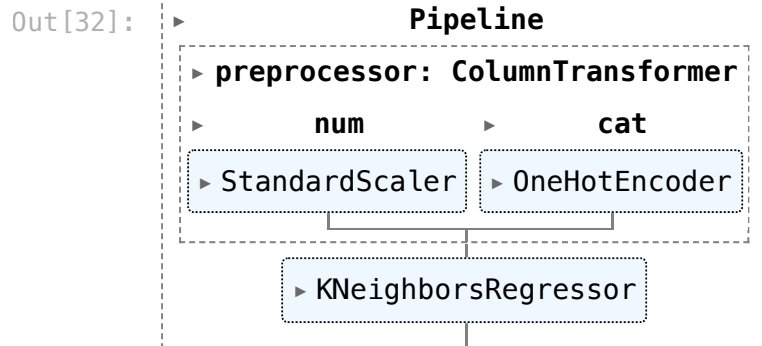 Out[32]:
Pipeline
preprocessor: ColumnTransformer
num cat
StandardScaler OneHotEncoder
KNeighborsRegressor